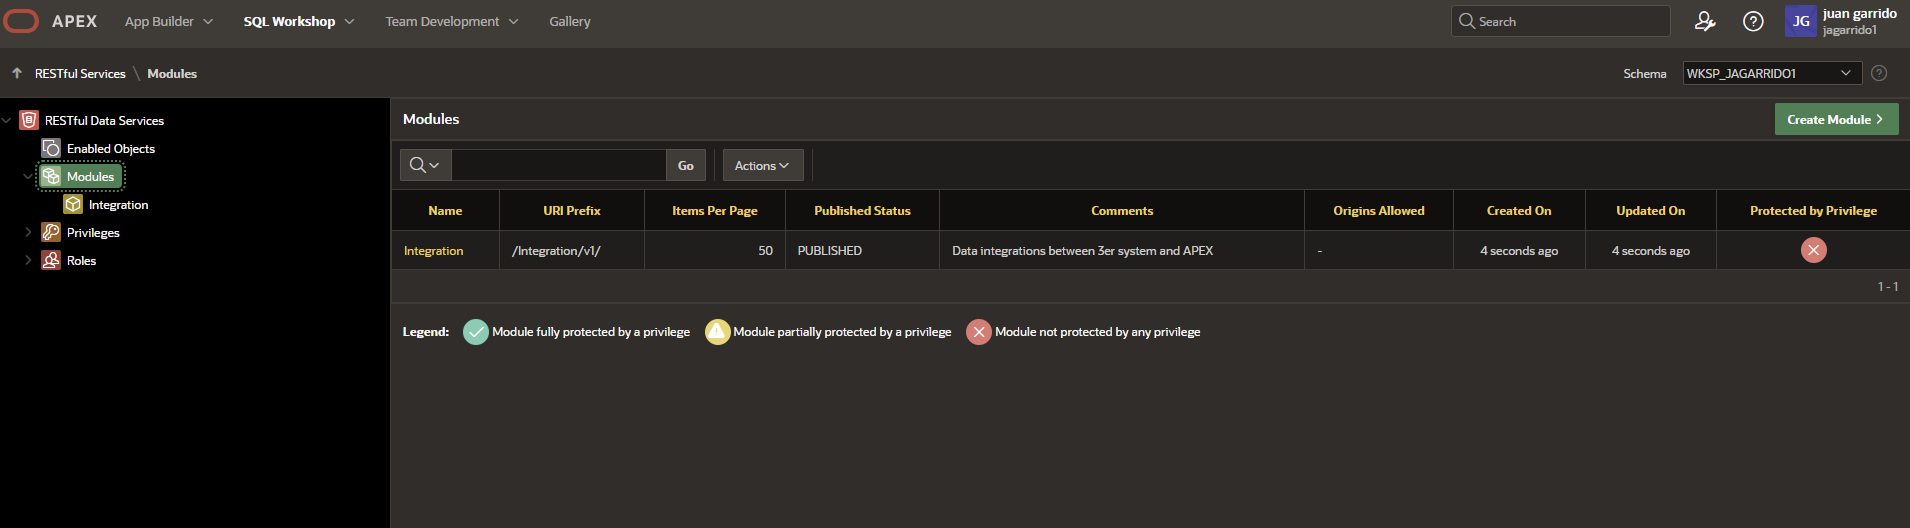 APEX App Builder SQL Workshop Team Development Gallery Search JG juan garrido
jagarrido1
RESTful Services \ Modules Schema WKSP_JAGARRIDO1
RESTful Data Services
Enabled Objects
Modules
Integration
Privileges
Roles
Modules Create Module
Go Actions
Name URI Prefix Items Per Page Published Status Comments Origins Allowed Created On Updated On Protected by Privilege
Integration /Integration/v1/ 50 PUBLISHED Data integrations between 3er system and APEX - 4 seconds ago 4 seconds ago
1 - 1
Legend: Module fully protected by a privilege Module partially protected by a privilege Module not protected by any privilege